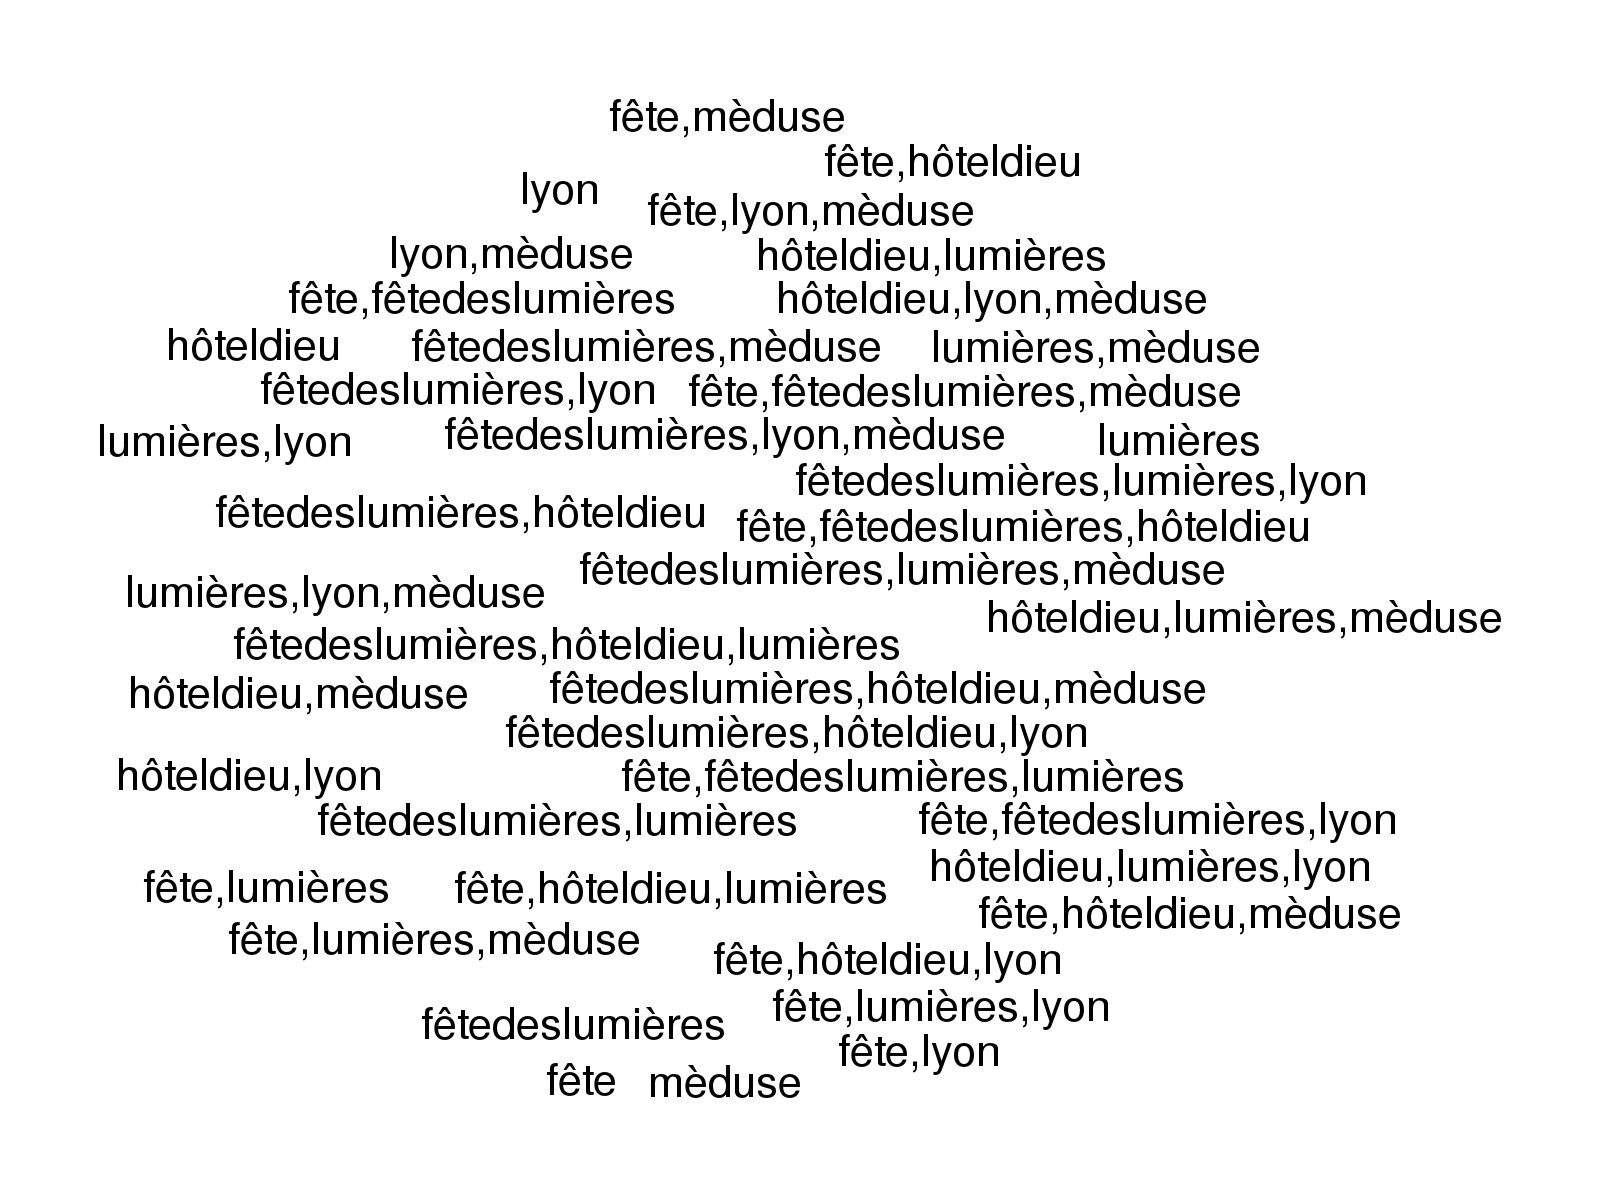 fête,mèduse
fête,hôteldieu
lyon
fête,lyon,mèduse
lyon,mèduse
hôteldieu,lumières
fête,fêtedeslumières
hôteldieu,lyon,mèduse
hôteldieu
fêtedeslumières,mèduse
lumières,mèduse
fêtedeslumières,lyon
fête,fêtedeslumières,mèduse
lumières,lyon
fêtedeslumières,lyon,mèduse
lumières
fêtedeslumières,lumières,lyon
fêtedeslumières,hôteldieu
fête,fêtedeslumières,hôteldieu
fêtedeslumières,lumières,mèduse
lumières,lyon,mèduse
hôteldieu,lumières,mèduse
fêtedeslumières,hôteldieu,lumières
hôteldieu,mèduse
fêtedeslumières,hôteldieu,mèduse
fêtedeslumières,hôteldieu,lyon
hôteldieu,lyon
fête,fêtedeslumières,lumières
fêtedeslumières,lumières
fête,fêtedeslumières,lyon
hôteldieu,lumières,lyon
fête,lumières
fête,hôteldieu,lumières
fête,hôteldieu,mèduse
fête,lumières,mèduse
fête,hôteldieu,lyon
fête,lumières,lyon
fêtedeslumières
fête,lyon
fête
mèduse